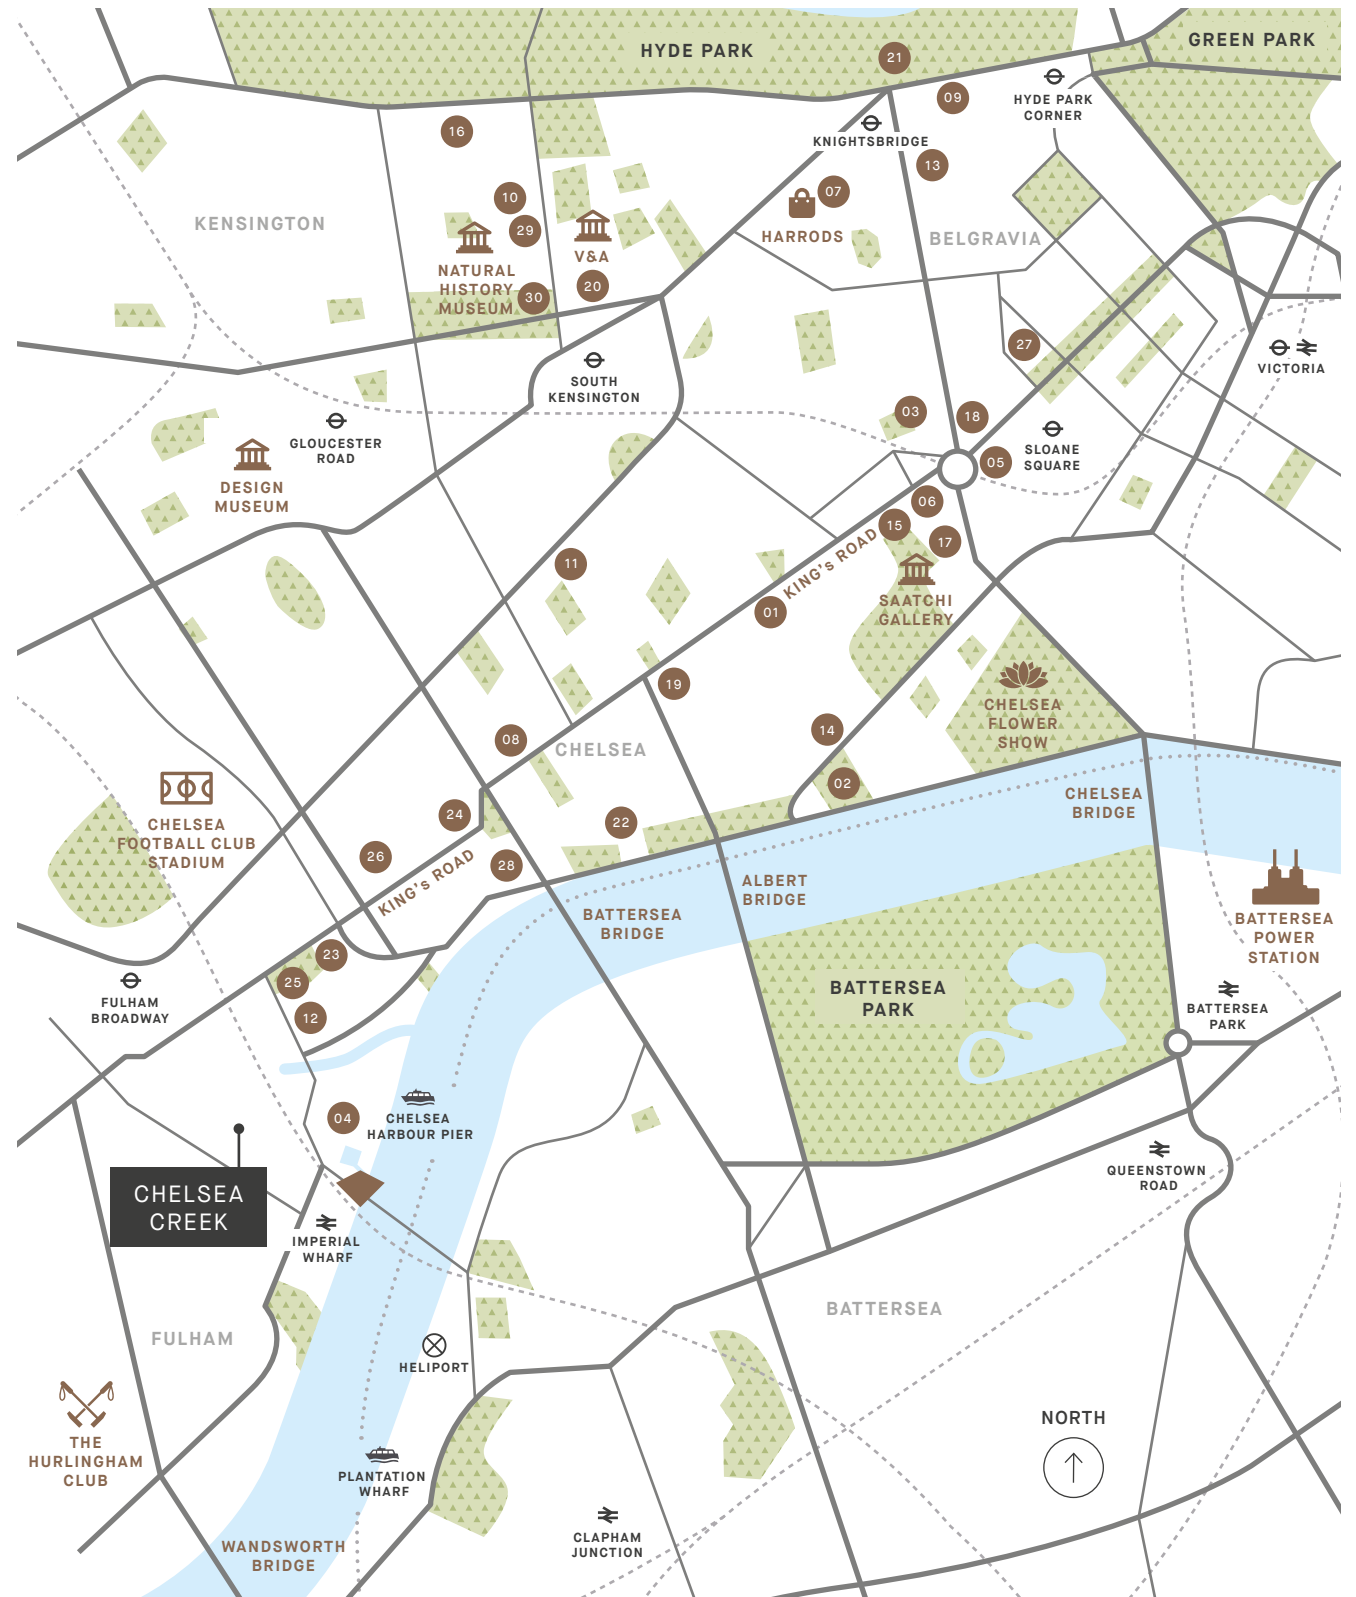 HYDE PARK
GREEN PARK
21
09
HYDE PARK
CORNER
16
KNIGHTSBRIDGE
13
10
07
KENSINGTON
29
HARRODS
BELGRAVIA
V&A
NATURAL
HISTORY
MUSEUM
20
30
27
VICTORIA
SOUTH
KENSINGTON
03
18
GLOUCESTER
ROAD
SLOANE
SQUARE
05
DESIGN
MUSEUM
06
15
17
KING's ROAD
11
SAATCHI
GALLERY
01
19
CHELSEA
FLOWER
SHOW
14
08
CHELSEA
02
CHELSEA
BRIDGE
24
22
CHELSEA
FOOTBALL CLUB
STADIUM
26
28
KING's ROAD
ALBERT
BRIDGE
BATTERSEA
BRIDGE
BATTERSEA
POWER
STATION
23
25
12
FULHAM
BROADWAY
BATTERSEA
PARK
BATTERSEA
PARK
04
CHELSEA
HARBOUR PIER
QUEENSTOWN
ROAD
CHELSEA
CREEK
IMPERIAL
WHARF
BATTERSEA
FULHAM
HELIPORT
NORTH
THE
HURLINGHAM
CLUB
PLANTATION
WHARF
CLAPHAM
JUNCTION
WANDSWORTH
BRIDGE